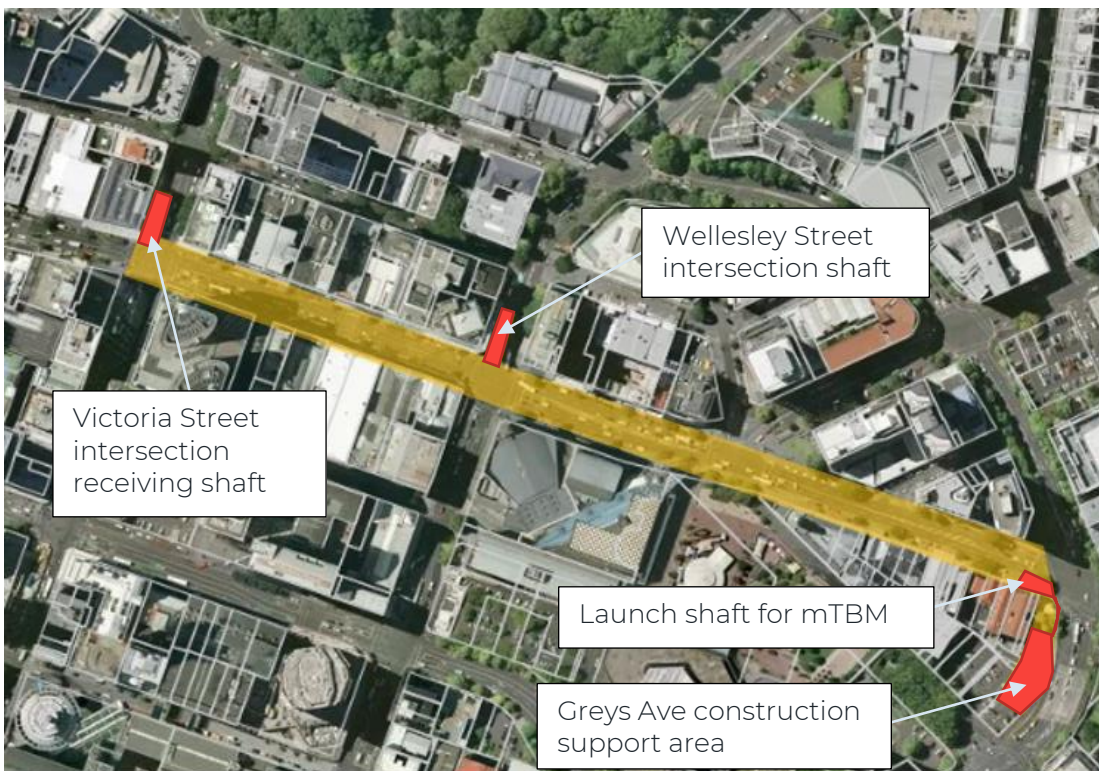 Wellesley Street
intersection shaft
Victoria Street
intersection
receiving shaft
Launch shaft for mTBM
Greys Ave construction
support area